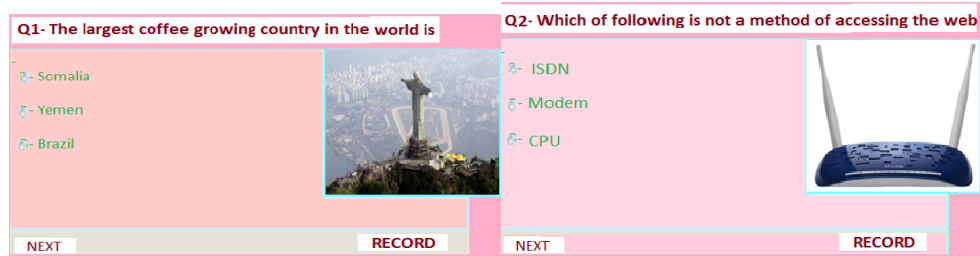 Q1- The largest coffee growing country in the world is
- Somalia
- Yemen
- Brazil
NEXT
RECORD
Q2- Which of following is not a method of accessing the web
- ISDN
- Modem
- CPU
NEXT
RECORD